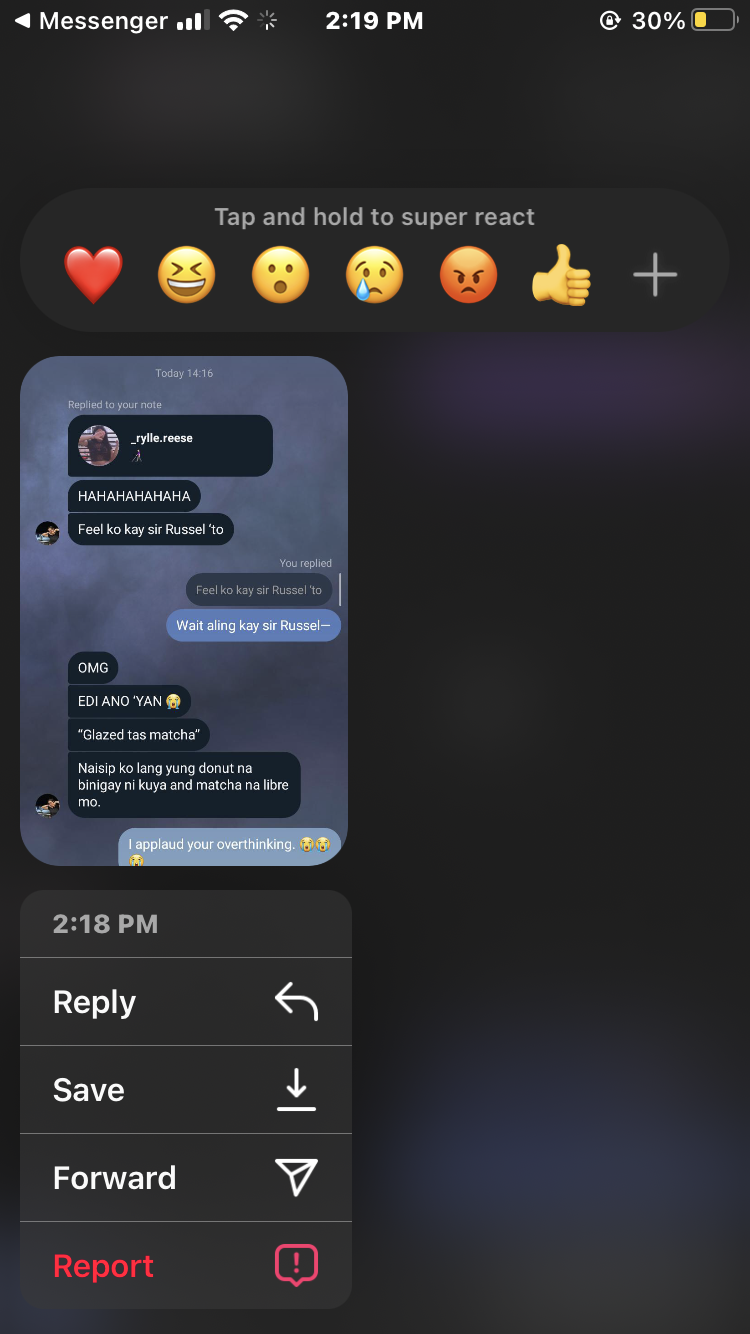 Messenger
2:19 PM
30%
Tap and hold to super react
Today 14:16
Replied to your note
_rylle.reese
HAHAHAHAHAHA
Feel ko kay sir Russel ‘to
You replied
Feel ko kay sir Russel ‘to
Wait aling kay sir Russel—
OMG
EDI ANO ‘YAN 😭
“Glazed tas matcha”
Naisip ko lang yung donut na
binigay ni kuya and matcha na libre
mo.
I applaud your overthinking. 😭😭
😭
2:18 PM
Reply
Save
Forward
Report